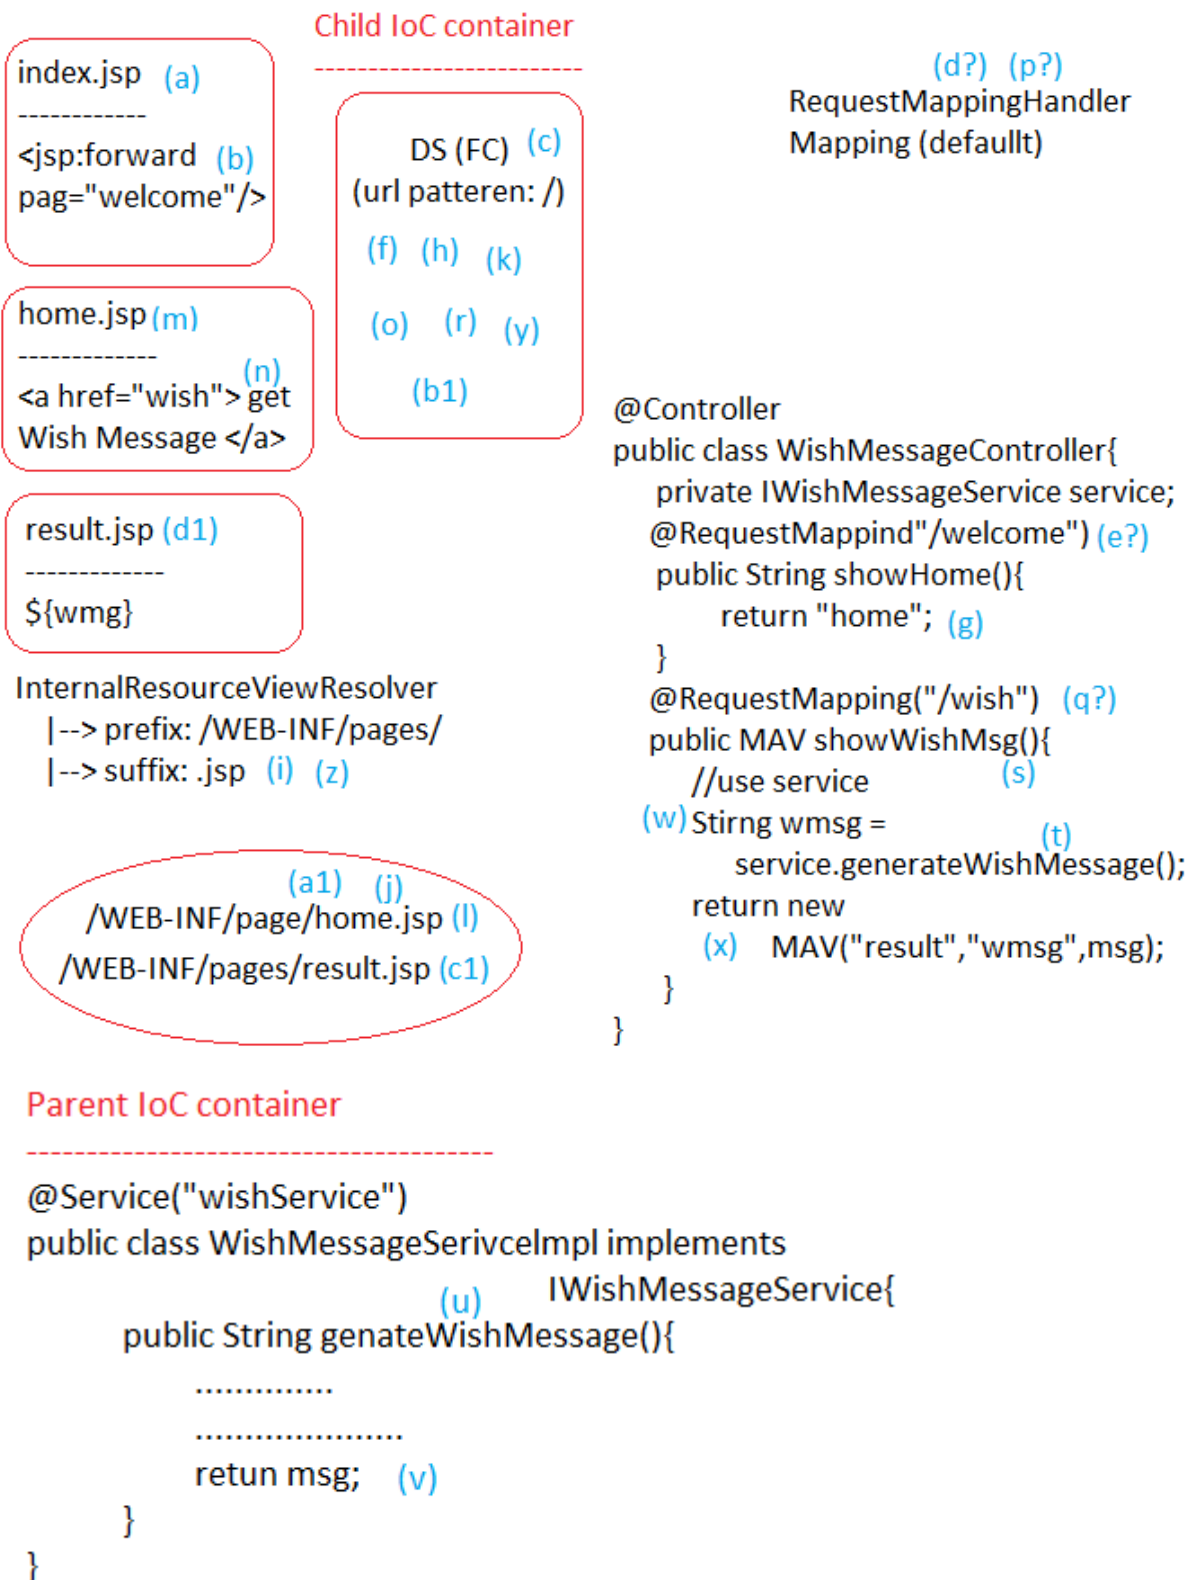 Child IoC container
-------------------------
index.jsp (a)
------------
<jsp:forward (b)
pag="welcome"/>
DS (FC) (c)
(url patteren: /)
(f) (h) (k)
(o) (r) (y)
(b1)
(d?) (p?)
RequestMappingHandler
Mapping (defaullt)
home.jsp (m)
-------------
(n)
<a href="wish"> get
Wish Message </a>
result.jsp (d1)
-------------
${wmg}
InternalResourceViewResolver
|--> prefix: /WEB-INF/pages/
|--> suffix: .jsp (i) (z)
(a1) (j)
/WEB-INF/page/home.jsp (l)
/WEB-INF/pages/result.jsp (c1)
@Controller
public class WishMessageController{
private IWishMessageService service;
@RequestMappind"/welcome") (e?)
public String showHome(){
return "home"; (g)
}
@RequestMapping("/wish") (q?)
public MAV showWishMsg(){
//use service (s)
(w) Stirng wmsg =
(t)
service.generateWishMessage();
return new
(x) MAV("result","wmsg",msg);
}
}
Parent IoC container
---------------------------------------
@Service("wishService")
public class WishMessageSerivceImpl implements
(u) IWishMessageService{
public String genateWishMessage(){
..............
.....................
retun msg; (v)
}
}